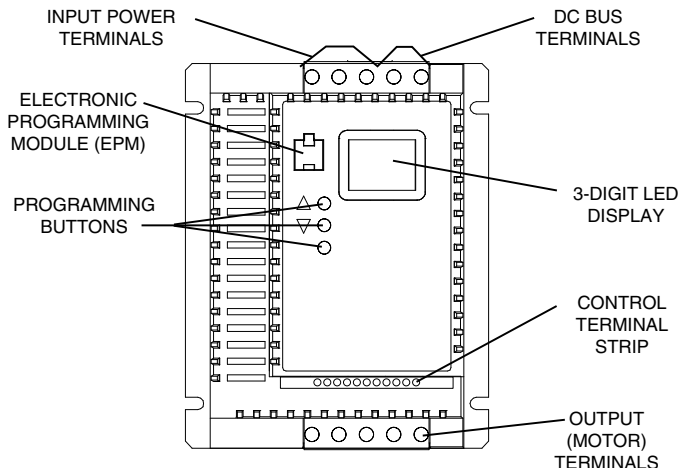 INPUT POWER
TERMINALS
DC BUS
TERMINALS
ELECTRONIC
PROGRAMMING
MODULE (EPM)
3-DIGIT LED
DISPLAY
PROGRAMMING
BUTTONS
CONTROL
TERMINAL
STRIP
OUTPUT
(MOTOR)
TERMINALS